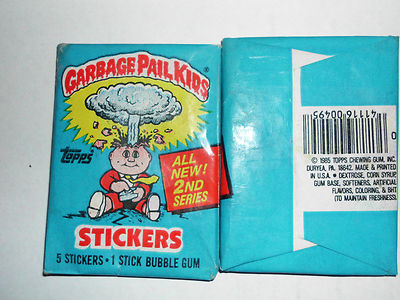 GARBAGE PAIL KIDS
topps
ALL
NEW!
2ND
SERIES
STICKERS
5 STICKERS • 1 STICK BUBBLE GUM
41116 00495
0
© 1985 TOPPS CHEWING GUM, INC.
DURYEA, PA. 18642. MADE & PRINTED
IN U.S.A. • DEXTROSE, CORN SYRUP,
GUM BASE, SOFTENERS, ARTIFICIAL
FLAVORS, COLORING, & BHT
(TO MAINTAIN FRESHNESS).